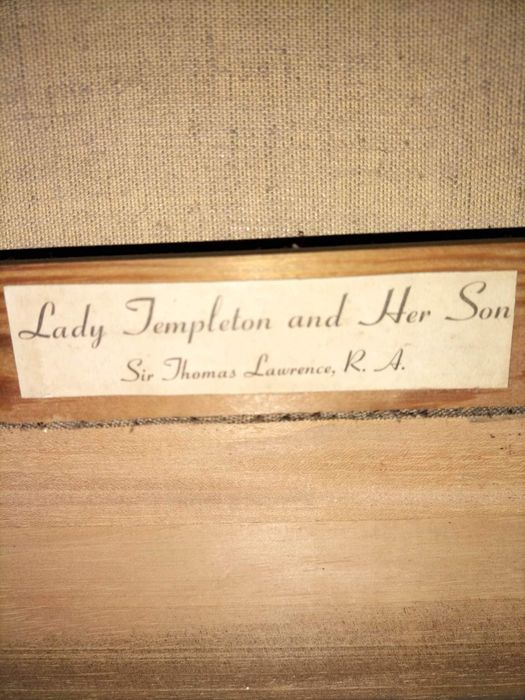 Lady Templeton and Her Son
Sir Thomas Lawrence, R. A.